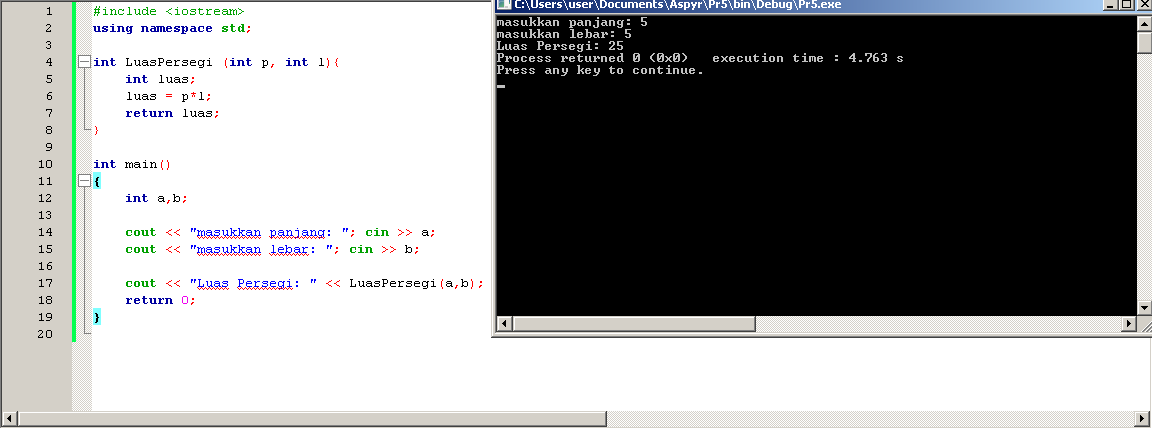 1 #include <iostream>
2 using namespace std;
3
4 int LuasPersegi (int p, int l){
5 int luas;
6 luas = p*l;
7 return luas;
8 }
9
10 int main()
11 {
12 int a,b;
13
14 cout << "masukkan panjang: "; cin >> a;
15 cout << "masukkan lebar: "; cin >> b;
16
17 cout << "Luas Persegi: " << LuasPersegi(a,b);
18 return 0;
19 }
20
C:\Users\user\Documents\Aspyr\Pr5\bin\Debug\Pr5.exe
masukkan panjang: 5
masukkan lebar: 5
Luas Persegi: 25
Process returned 0 (0x0)   execution time : 4.763 s
Press any key to continue.